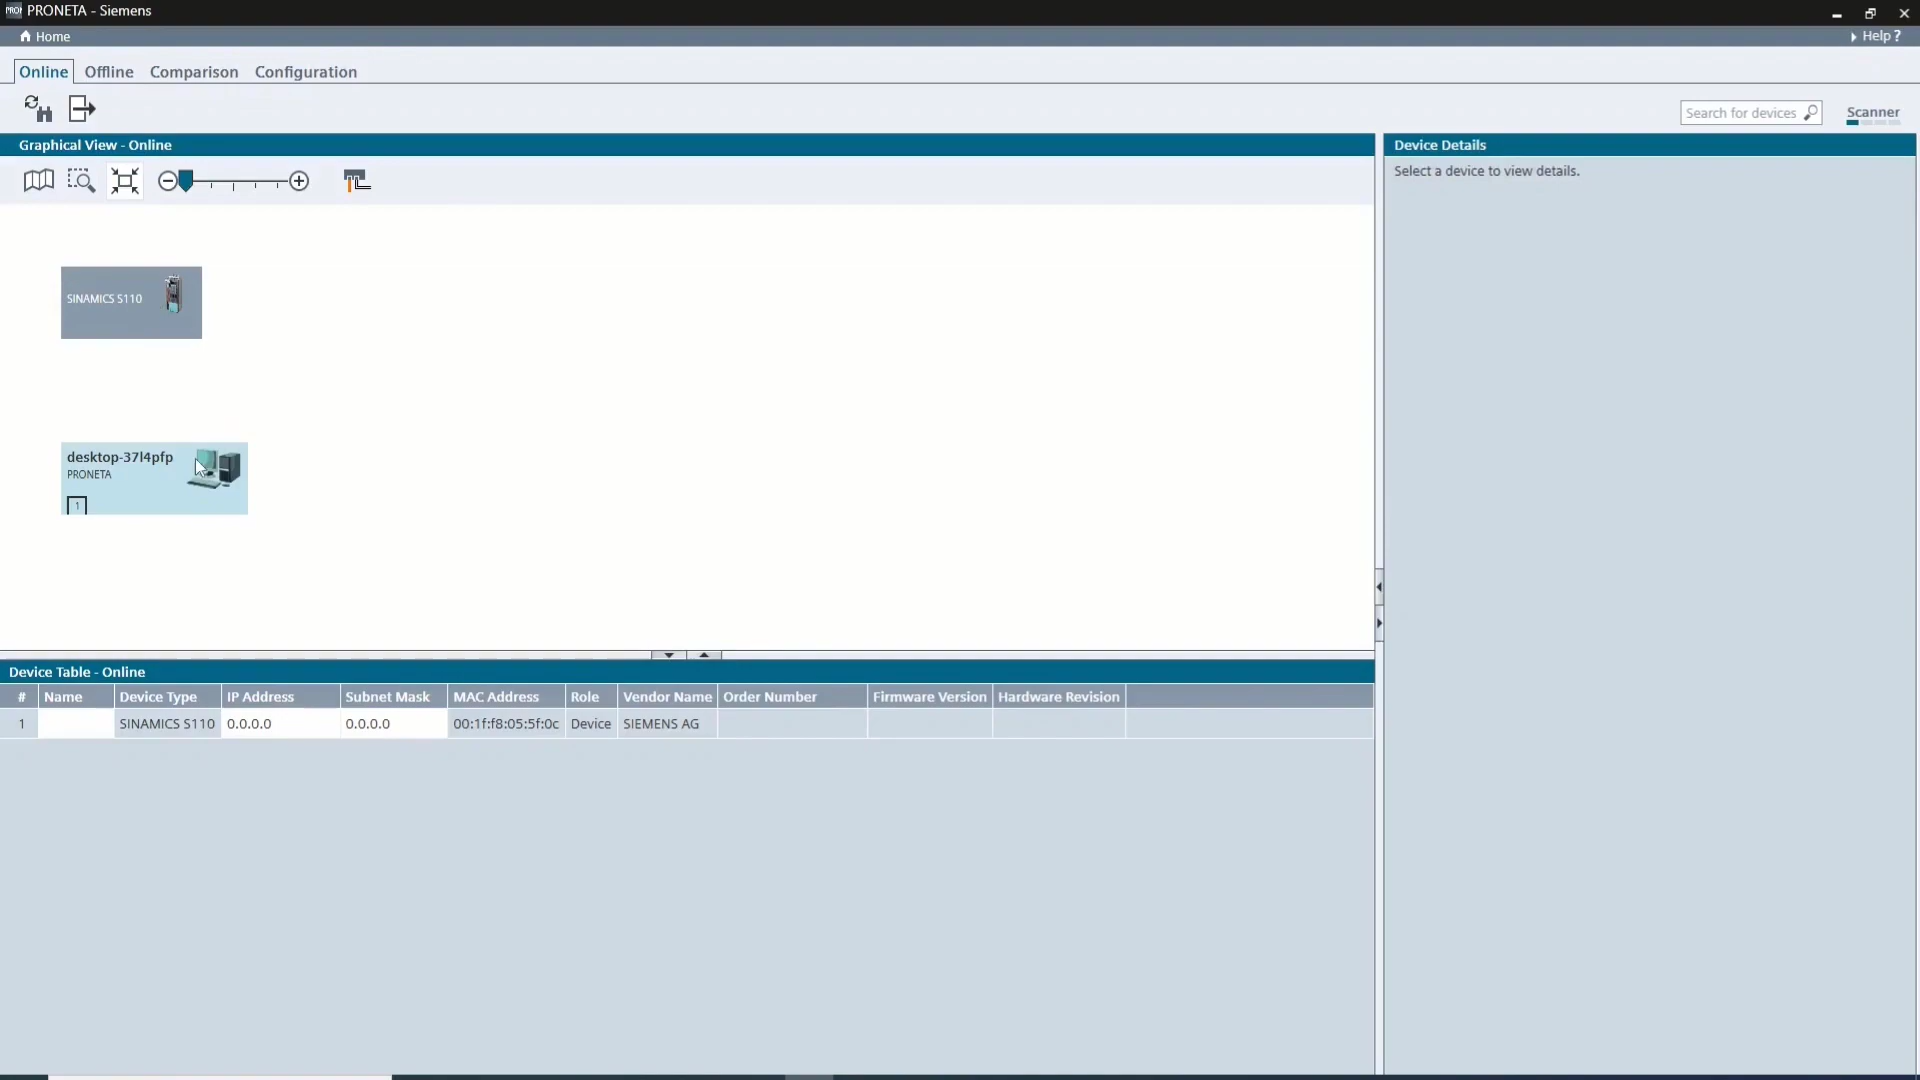 PRONETA - Siemens
Home
Help ?
Online Offline Comparison Configuration
Search for devices
Scanner
Graphical View - Online
Device Details
Select a device to view details.
SINAMICS S110
desktop-37l4pfp
PRONETA
1
Device Table - Online
# Name Device Type IP Address Subnet Mask MAC Address Role Vendor Name Order Number Firmware Version Hardware Revision
1 SINAMICS S110 0.0.0.0 0.0.0.0 00:1f:f8:05:5f:0c Device SIEMENS AG